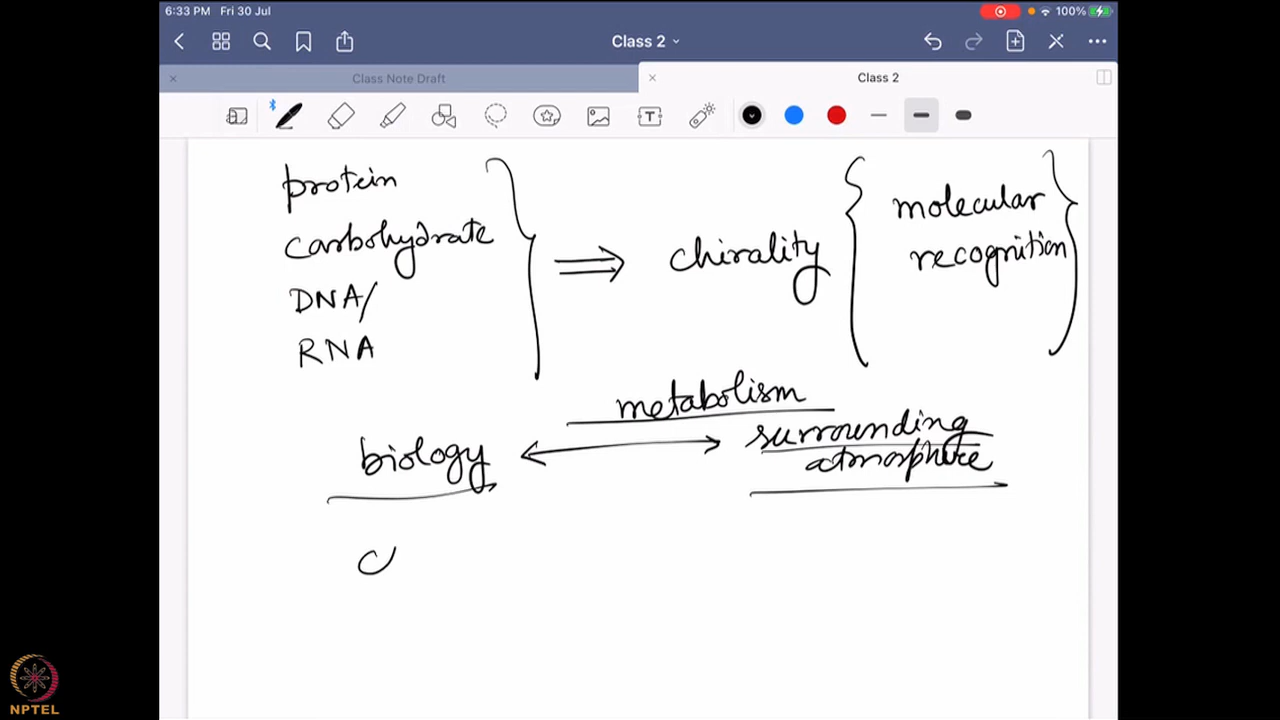 6:33 PM Fri 30 Jul 100%
Class 2
Class Note Draft Class 2
protein
carbohydrate
DNA/
RNA
chirality
molecular
recognition
metabolism
biology
surrounding
atmosphere
NPTEL